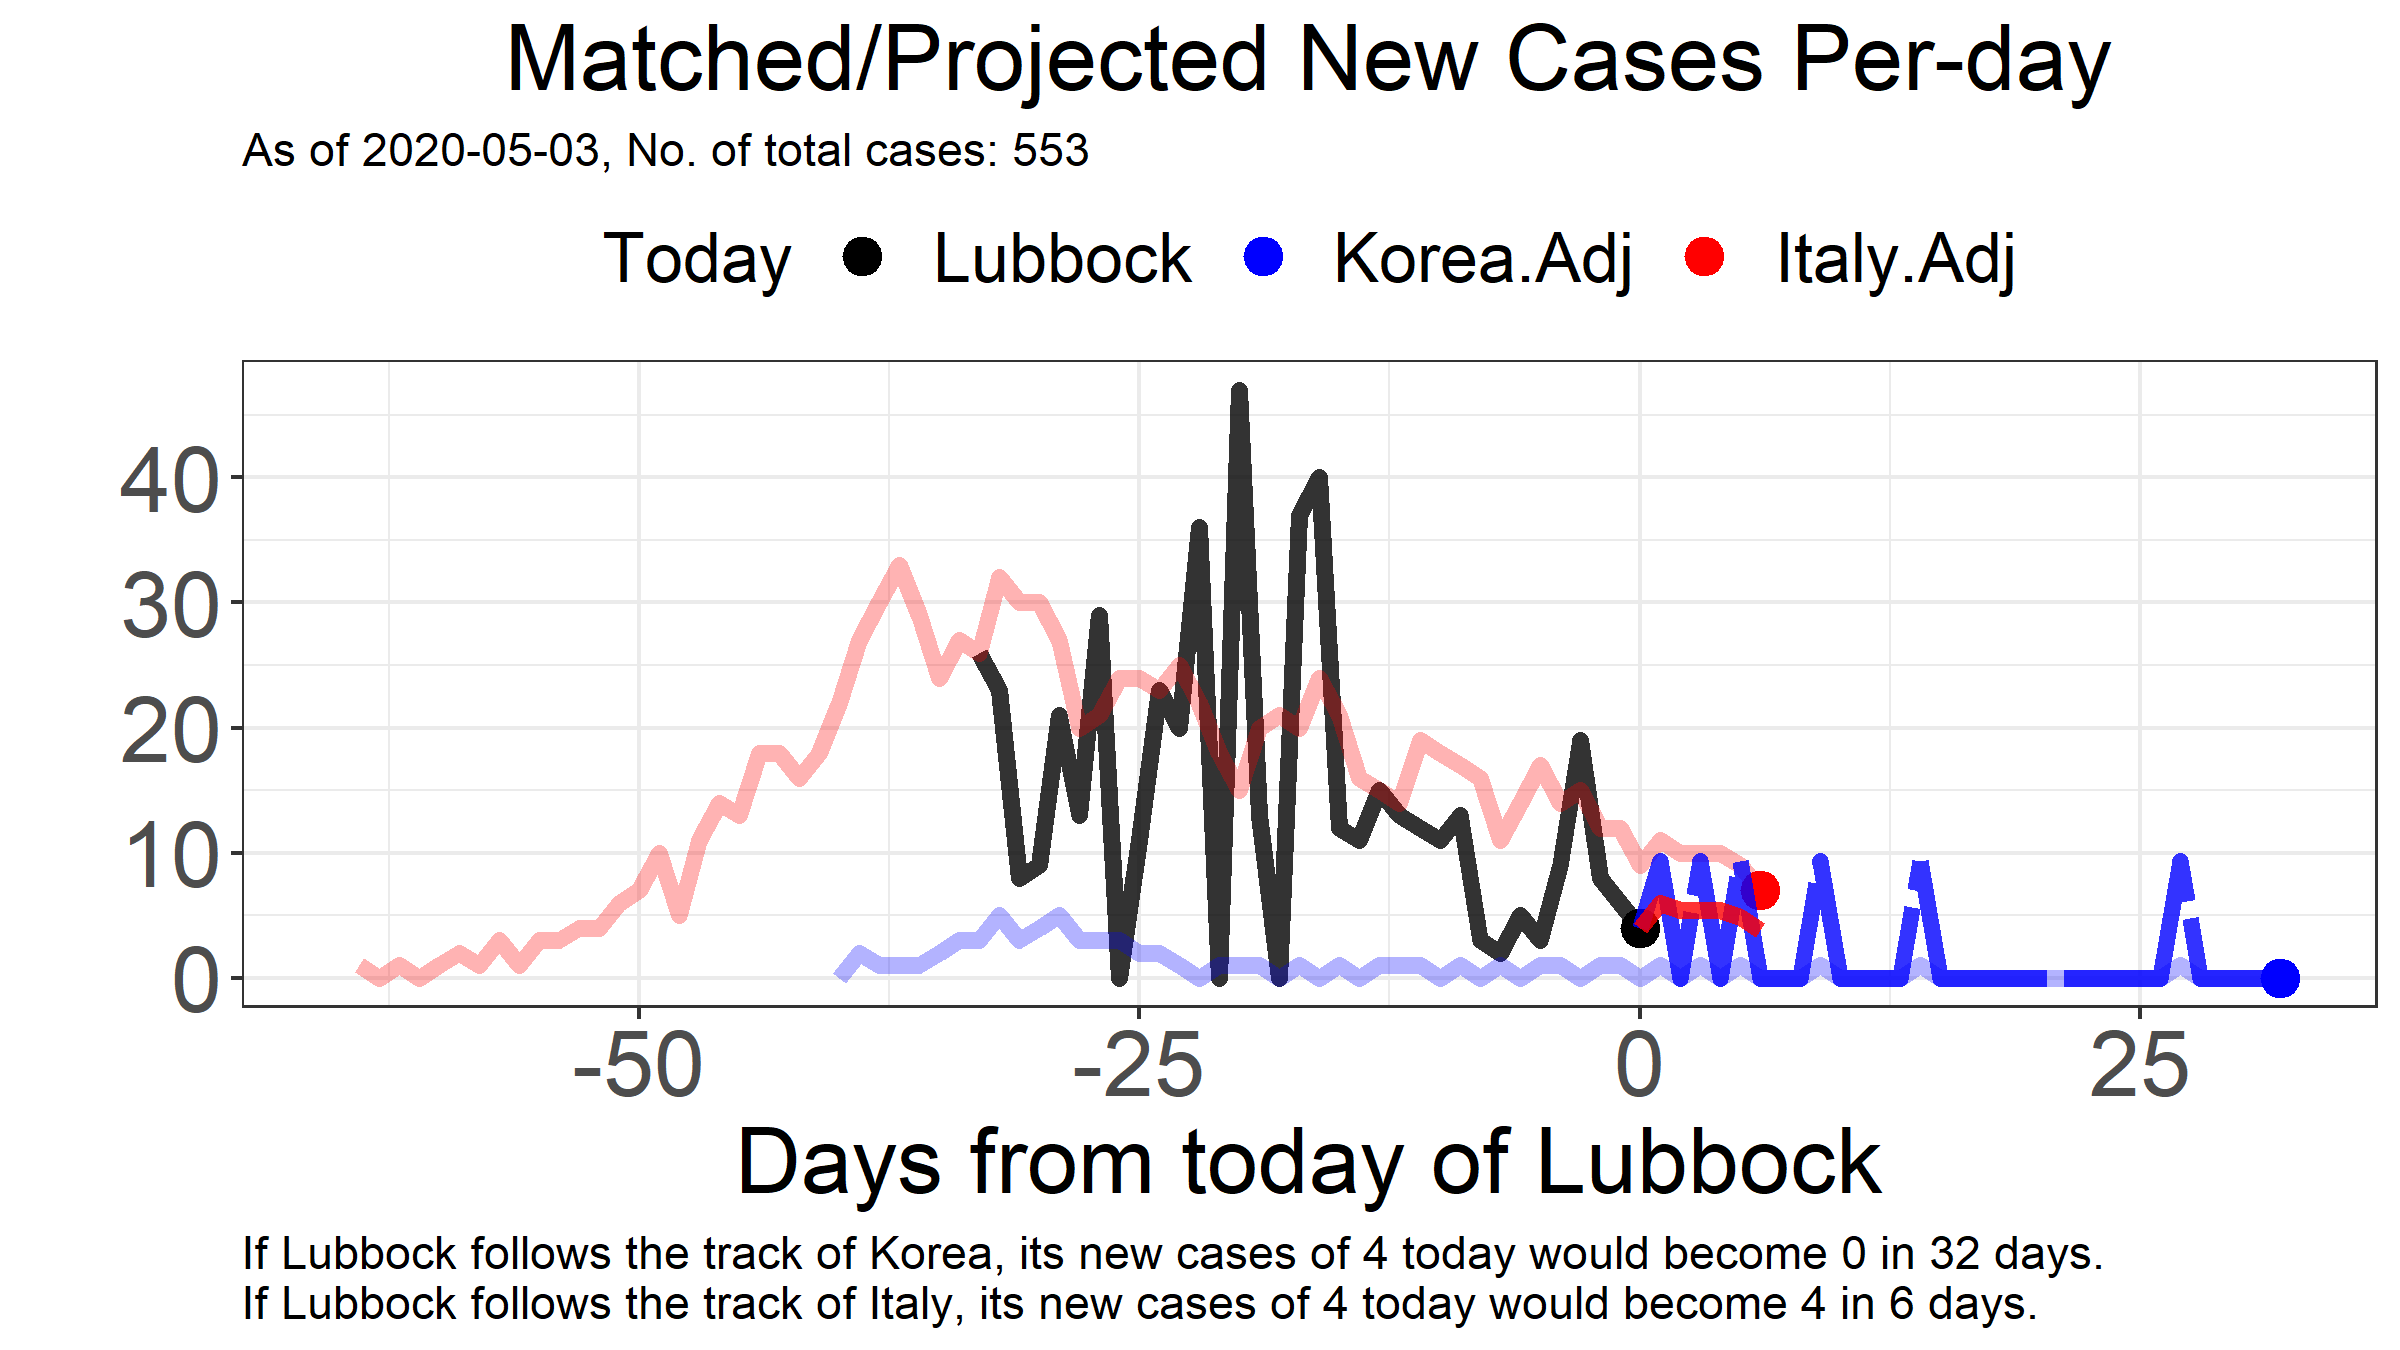 Matched/Projected New Cases Per-day
As of 2020-05-03, No. of total cases: 553
Today Lubbock Korea.Adj Italy.Adj
40
30
20
10
0
-50 -25 0 25
Days from today of Lubbock
If Lubbock follows the track of Korea, its new cases of 4 today would become 0 in 32 days.
If Lubbock follows the track of Italy, its new cases of 4 today would become 4 in 6 days.